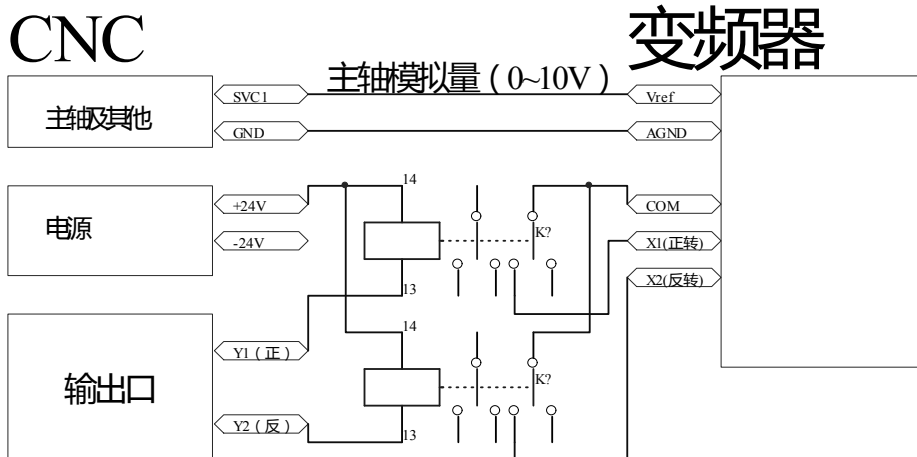 CNC
变频器
主轴模拟量（0~10V）
主轴及其他
SVC1
Vref
GND
AGND
14
电源
+24V
COM
-24V
K?
X1(正转)
X2(反转)
13
14
输出口
Y1（正）
K?
Y2（反）
13